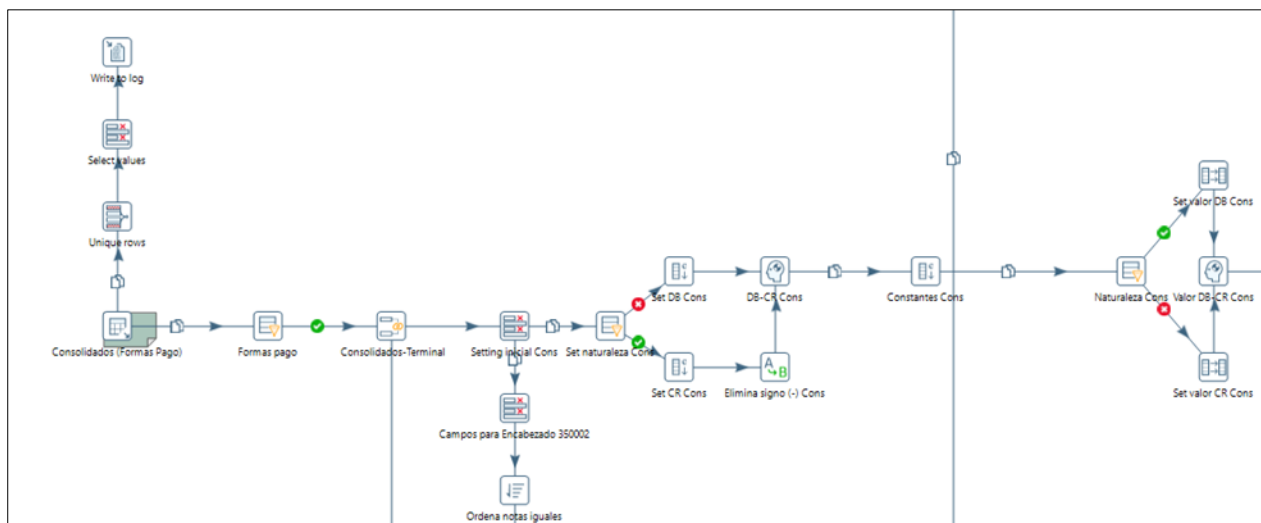 Write to log
Select values
Unique rows
Consolidados (Formas Pago)
Formas pago
Consolidados-Terminal
Setting inicial Cons
Set naturaleza Cons
Set DB Cons
DB-CR Cons
Constantes Cons
Set CR Cons
Elimina signo (-) Cons
Campos para Encabezado 350002
Ordena notas iguales
Set valor DB Cons
Naturaleza Cons
Valor DB-CR Cons
Set valor CR Cons